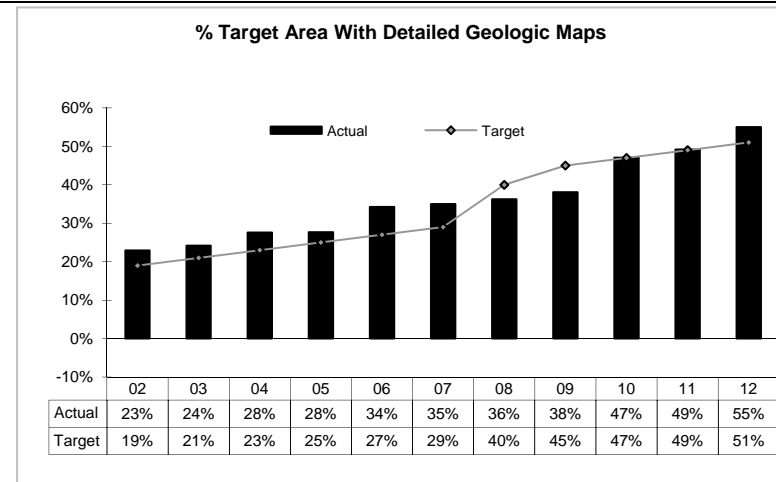 % Target Area With Detailed Geologic Maps
60%
Actual Target
50%
40%
30%
20%
10%
0%
-10%
02 03 04 05 06 07 08 09 10 11 12
Actual 23% 24% 28% 28% 34% 35% 36% 38% 47% 49% 55%
Target 19% 21% 23% 25% 27% 29% 40% 45% 47% 49% 51%